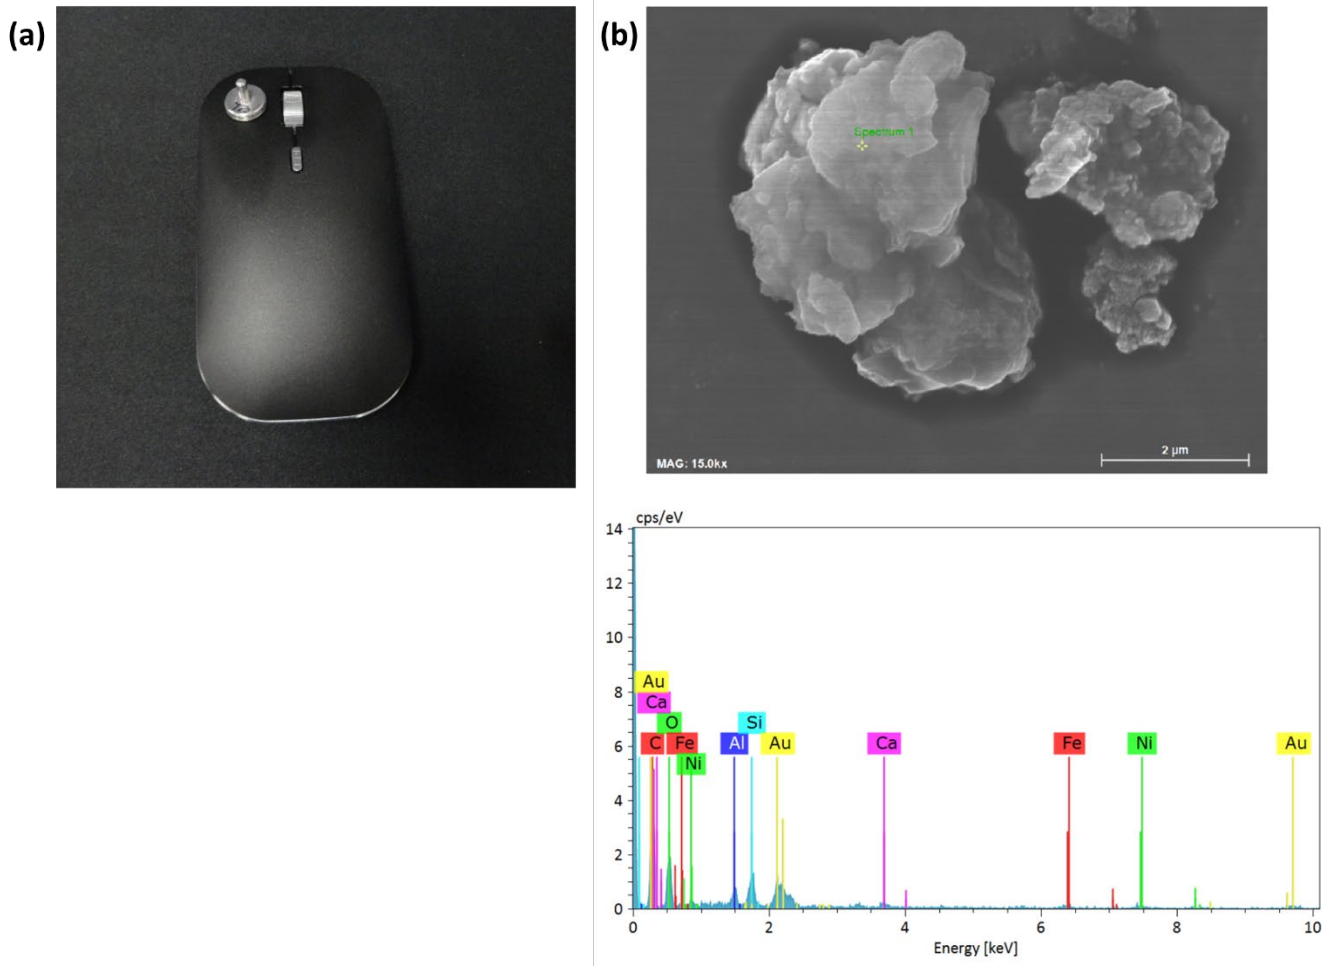 (a)
(b)
Spectrum 1
MAG: 15.0kx
2 µm
cps/eV
14
12
10
8
6
4
2
0
Au
Ca
O
Si
C
Fe
Al
Au
Ca
Fe
Ni
Au
Ni
0 2 4 6 8 10
Energy [keV]